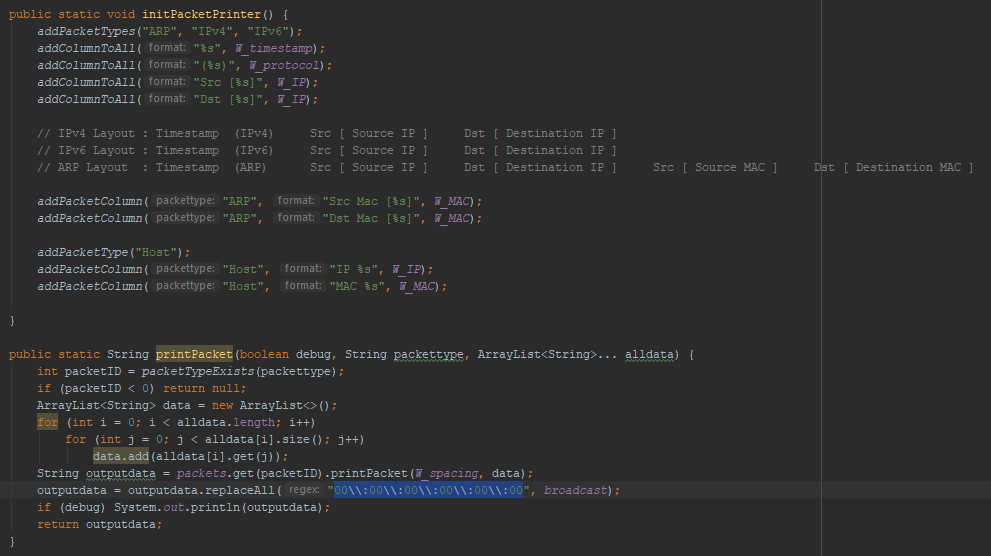 public static void initPacketPrinter() {
addPacketTypes("ARP", "IPv4", "IPv6");
addColumnToAll( format: "%s", W_timestamp);
addColumnToAll( format: "(%s)", W_protocol);
addColumnToAll( format: "Src [%s]", W_IP);
addColumnToAll( format: "Dst [%s]", W_IP);
// IPv4 Layout : Timestamp  (IPv4)     Src [ Source IP ]     Dst [ Destination IP ]
// IPv6 Layout : Timestamp  (IPv6)     Src [ Source IP ]     Dst [ Destination IP ]
// ARP Layout  : Timestamp  (ARP)      Src [ Source IP ]     Dst [ Destination IP ]     Src [ Source MAC ]     Dst [ Destination MAC ]
addPacketColumn( packettype: "ARP", format: "Src Mac [%s]", W_MAC);
addPacketColumn( packettype: "ARP", format: "Dst Mac [%s]", W_MAC);
addPacketType("Host");
addPacketColumn( packettype: "Host", format: "IP %s", W_IP);
addPacketColumn( packettype: "Host", format: "MAC %s", W_MAC);
}
public static String printPacket(boolean debug, String packettype, ArrayList<String>... alldata) {
int packetID = packetTypeExists(packettype);
if (packetID < 0) return null;
ArrayList<String> data = new ArrayList<>();
for (int i = 0; i < alldata.length; i++)
for (int j = 0; j < alldata[i].size(); j++)
data.add(alldata[i].get(j));
String outputdata = packets.get(packetID).printPacket(W_spacing, data);
outputdata = outputdata.replaceAll( regex: "00\\:00\\:00\\:00\\:00\\:00", broadcast);
if (debug) System.out.println(outputdata);
return outputdata;
}